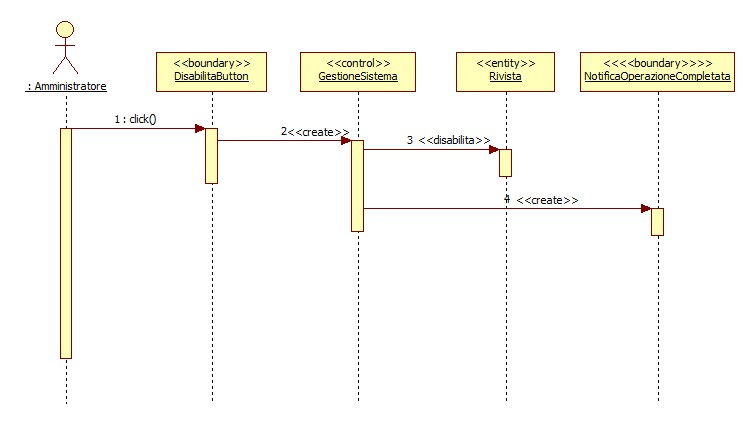 <<boundary>>
DisabilitaButton
<<control>>
GestioneSistema
<<entity>>
Rivista
<<<<boundary>>>>
NotificaOperazioneCompletata
: Amministratore
1 : click()
2<<create>>
3 <<disabilita>>
4 <<create>>